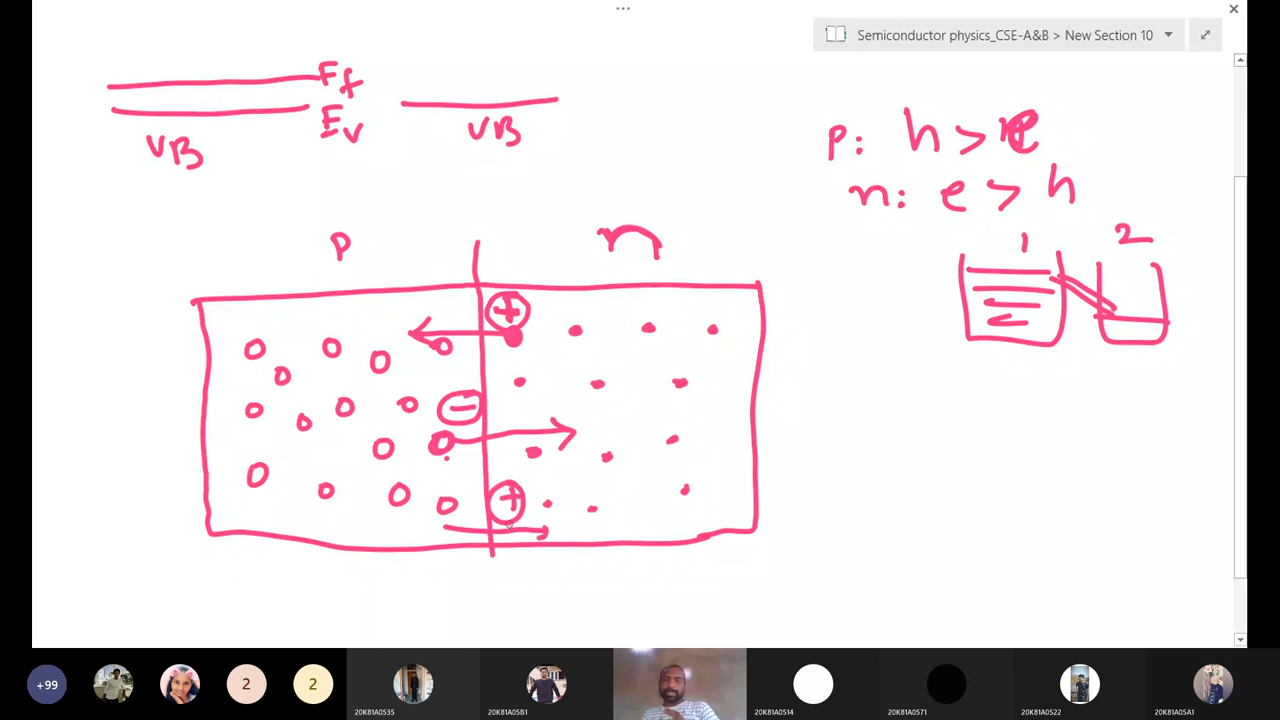 Semiconductor physics_CSE-A&B > New Section 10
Ef
Ev
VB
VB
p: h > e
n: e > h
1
2
p
n
+
−
+
+99
2
2
20K81A0535
20K81A05B1
20K81A0514
20K81A0571
20K81A0522
20K81A05A1